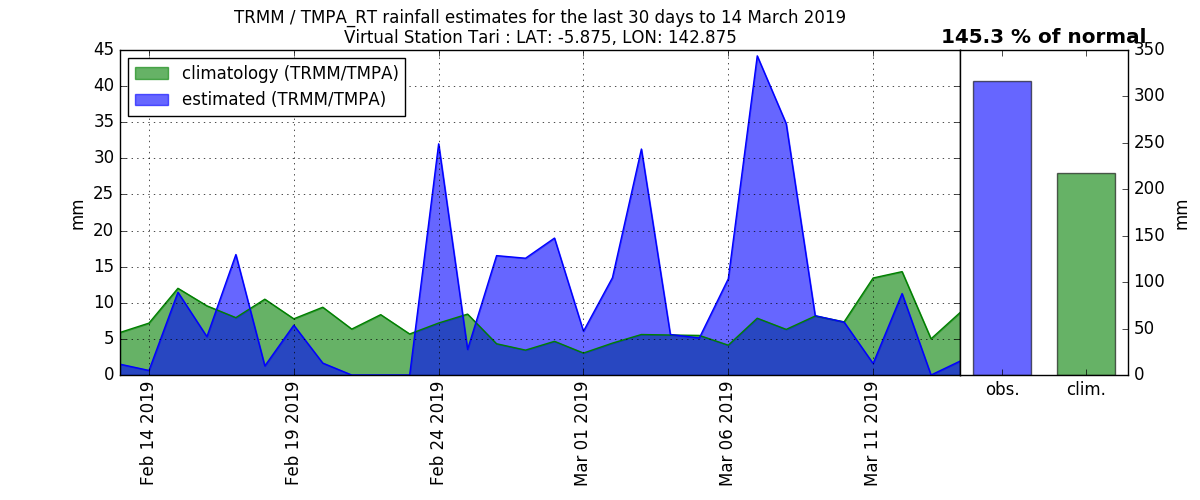 TRMM / TMPA_RT rainfall estimates for the last 30 days to 14 March 2019
Virtual Station Tari : LAT: -5.875, LON: 142.875
145.3 % of normal
climatology (TRMM/TMPA)
estimated (TRMM/TMPA)
mm
45
40
35
30
25
20
15
10
5
0
Feb 14 2019
Feb 19 2019
Feb 24 2019
Mar 01 2019
Mar 06 2019
Mar 11 2019
obs.
clim.
350
300
250
200
150
100
50
0
mm